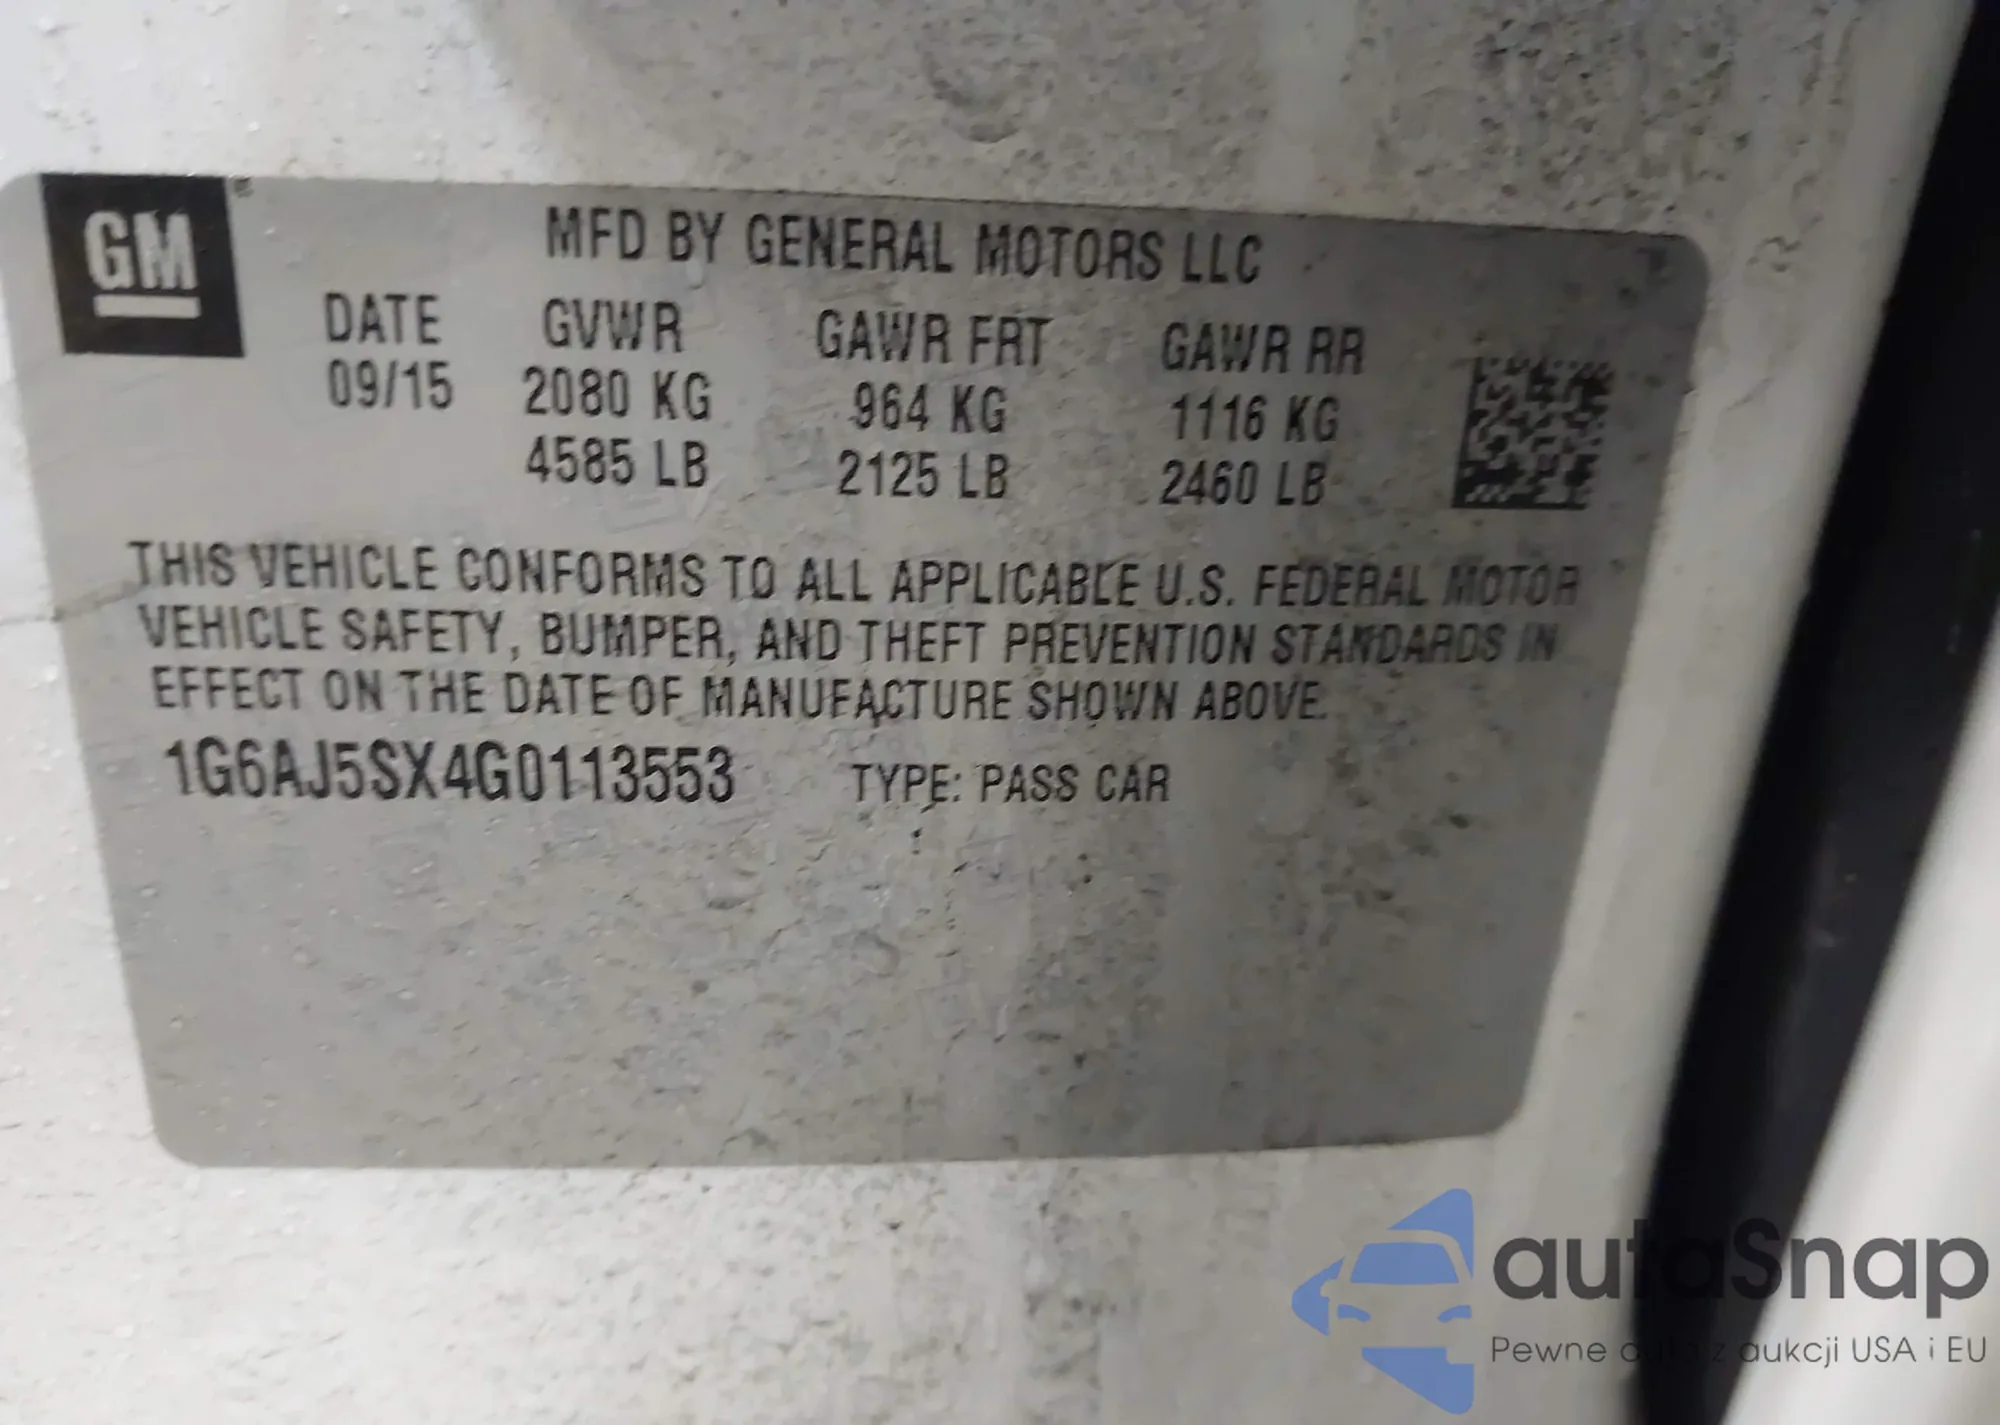 GM
MFD BY GENERAL MOTORS LLC
DATE GVWR GAWR FRT GAWR RR
09/15 2080 KG 964 KG 1116 KG
4585 LB 2125 LB 2460 LB
THIS VEHICLE CONFORMS TO ALL APPLICABLE U.S. FEDERAL MOTOR
VEHICLE SAFETY, BUMPER, AND THEFT PREVENTION STANDARDS IN
EFFECT ON THE DATE OF MANUFACTURE SHOWN ABOVE.
1G6AJ5SX4G0113553 TYPE: PASS CAR
autaSnap
Pewne auta z aukcji USA i EU